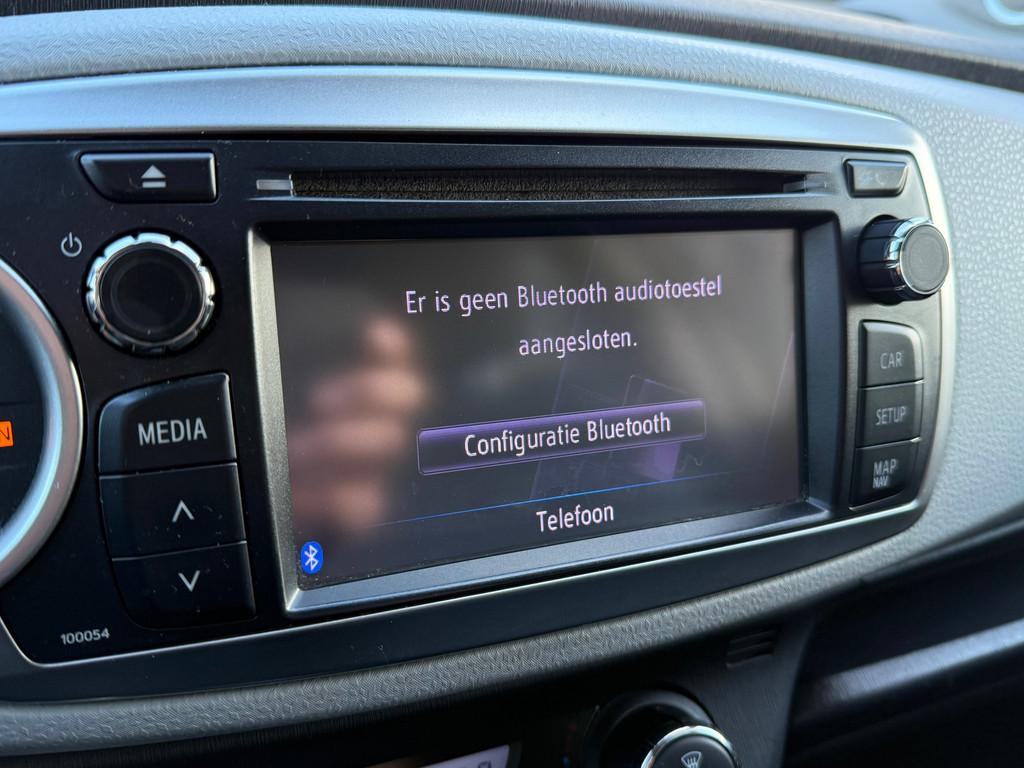 Er is geen Bluetooth audiotoestel
aangesloten.
Configuratie Bluetooth
Telefoon
MEDIA
100054
CAR
SETUP
MAP
NAV